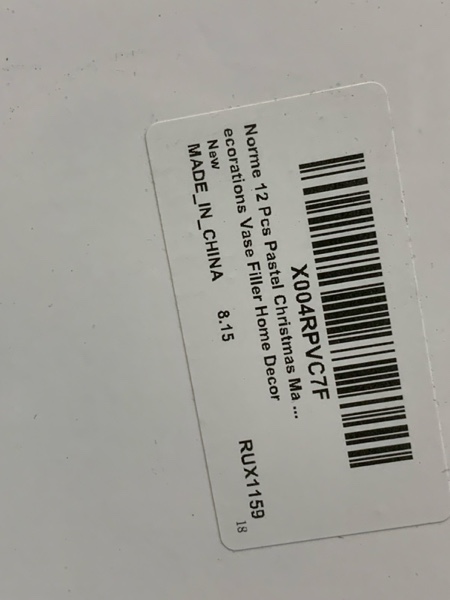 X004RPVC7F
Norme 12 Pcs Pastel Christmas Ma ...
ecorations Vase Filler Home Decor
New
MADE_IN_CHINA 8.15 RUX1159
18